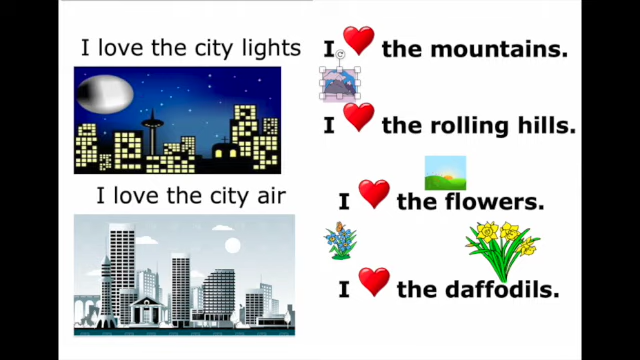 I love the city lights
I love the city air
I the mountains.
I the rolling hills.
I the flowers.
I the daffodils.